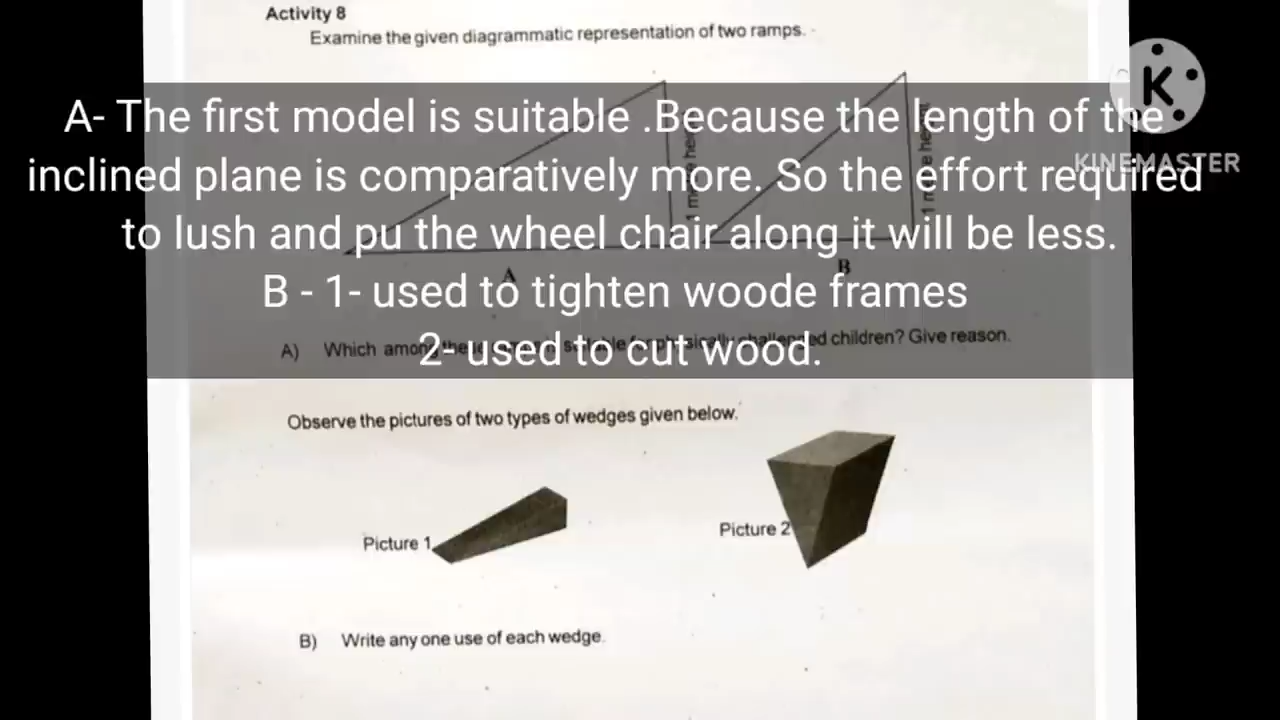 Activity 8
Examine the given diagrammatic representation of two ramps.
A- The first model is suitable .Because the length of the
inclined plane is comparatively more. So the effort required
to lush and pu the wheel chair along it will be less.
B - 1- used to tighten woode frames
2- used to cut wood.
KINEMASTER
A
B
A) Which among children? Give reason.
Observe the pictures of two types of wedges given below.
Picture 1
Picture 2
B) Write any one use of each wedge.